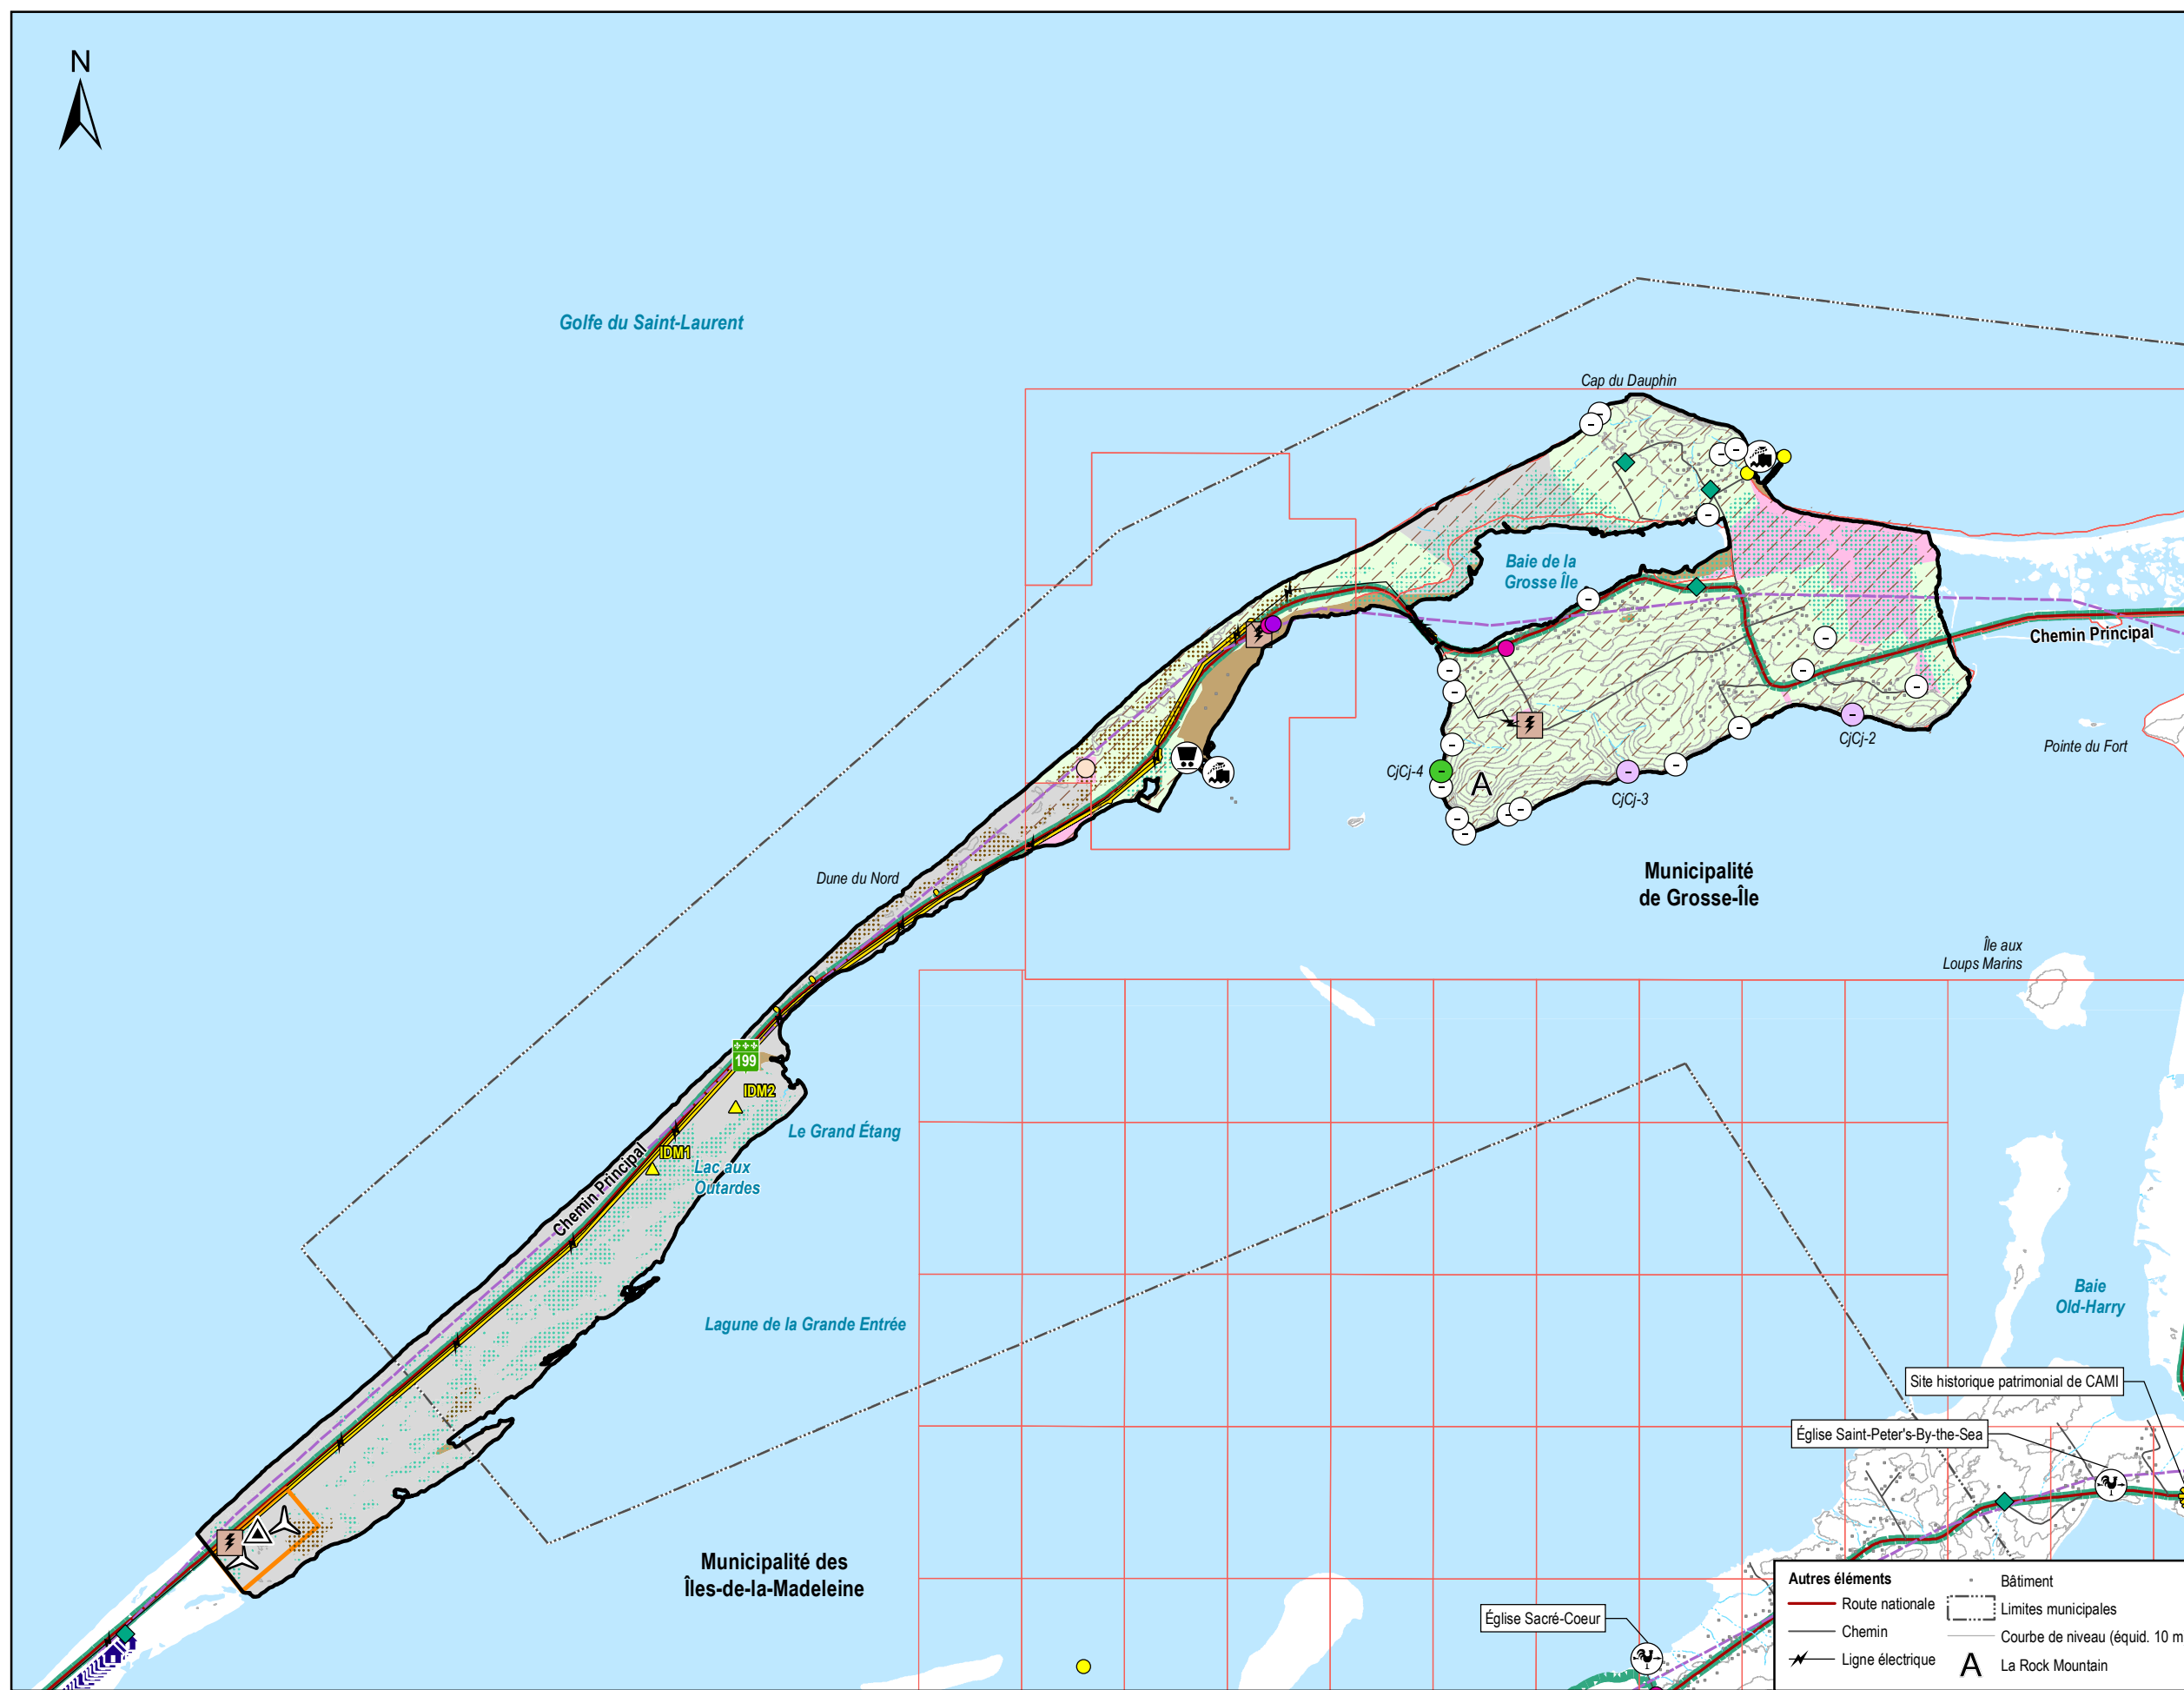 N
Golfe du Saint-Laurent
Cap du Dauphin
Baie de la
Grosse Île
Chemin Principal
Pointe du Fort
CjCj-2
CjCj-4
A
CjCj-3
Municipalité
de Grosse-Île
Dune du Nord
Île aux
Loups Marins
199
IDM2
Le Grand Étang
IDM1
Lac aux
Outardes
Chemin Principal
Lagune de la Grande Entrée
Baie
Old-Harry
Site historique patrimonial de CAMI
Église Saint-Peter's-By-the-Sea
Municipalité des
Îles-de-la-Madeleine
Église Sacré-Coeur
Autres éléments
Route nationale
Chemin
Ligne électrique
Bâtiment
Limites municipales
Courbe de niveau (équid. 10 m
A La Rock Mountain